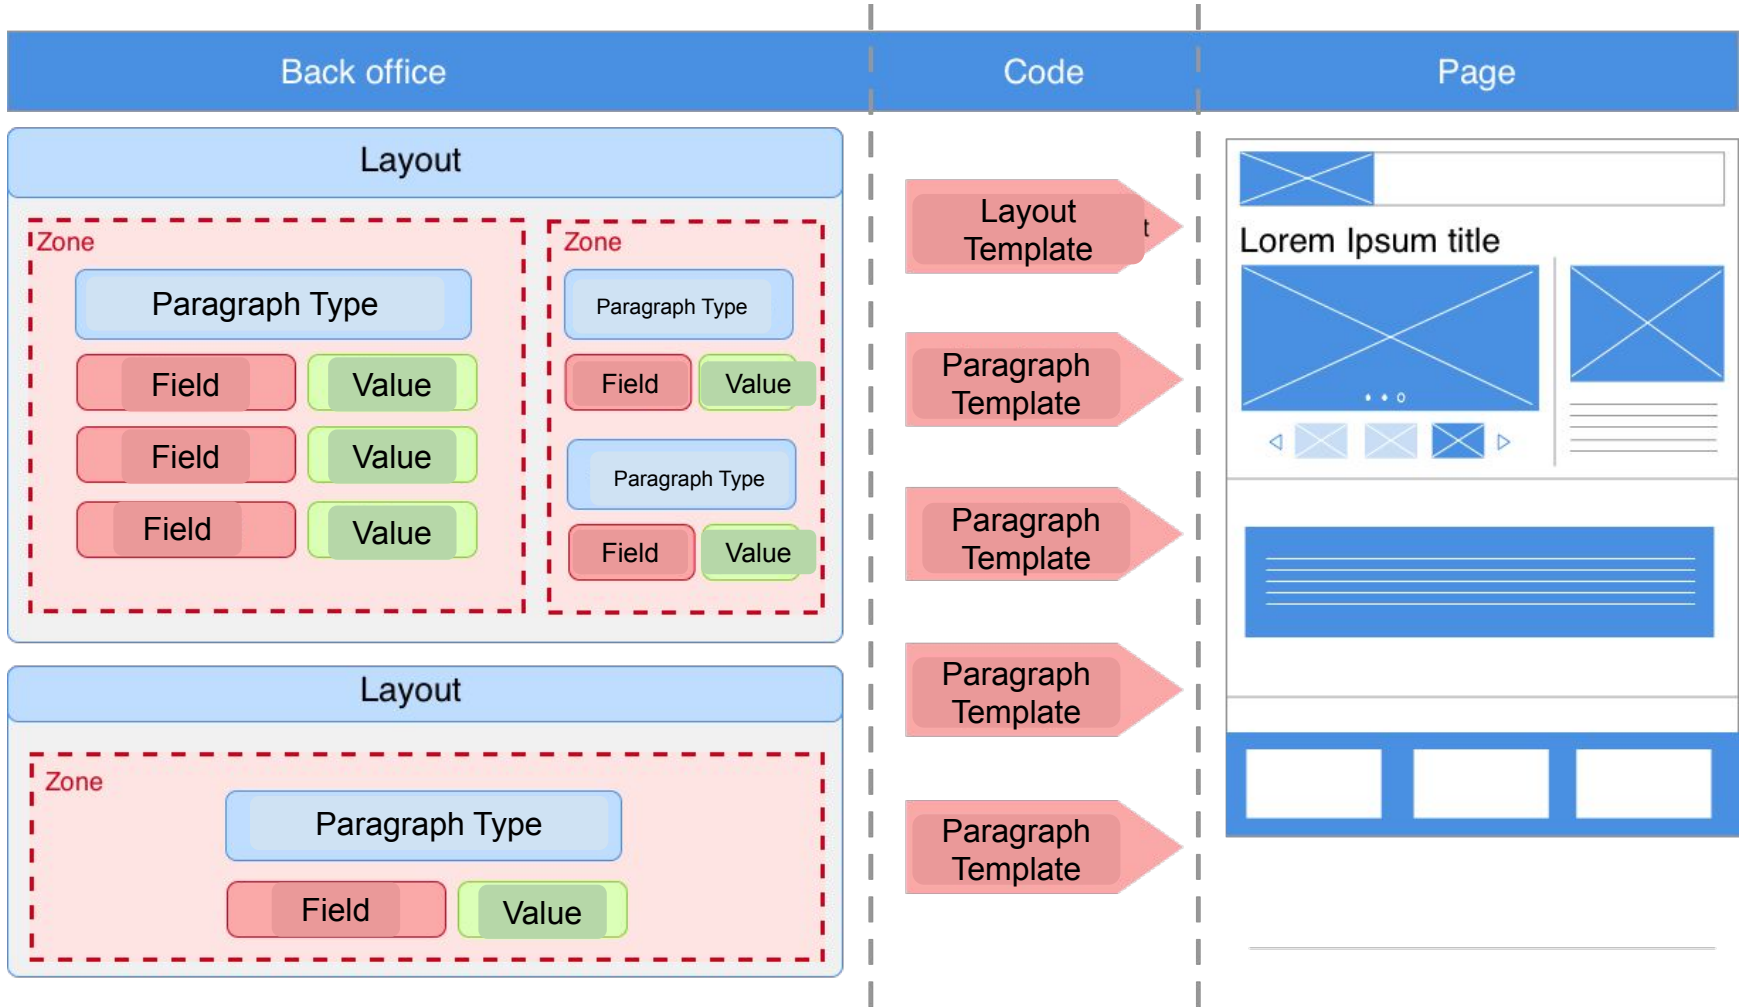 Back office
Code
Page
Layout
Zone
Paragraph Type
Field
Value
Field
Value
Field
Value
Zone
Paragraph Type
Field
Value
Paragraph Type
Field
Value
Layout
Zone
Paragraph Type
Field
Value
Layout
Template
t
Paragraph
Template
Paragraph
Template
Paragraph
Template
Paragraph
Template
Lorem Ipsum title